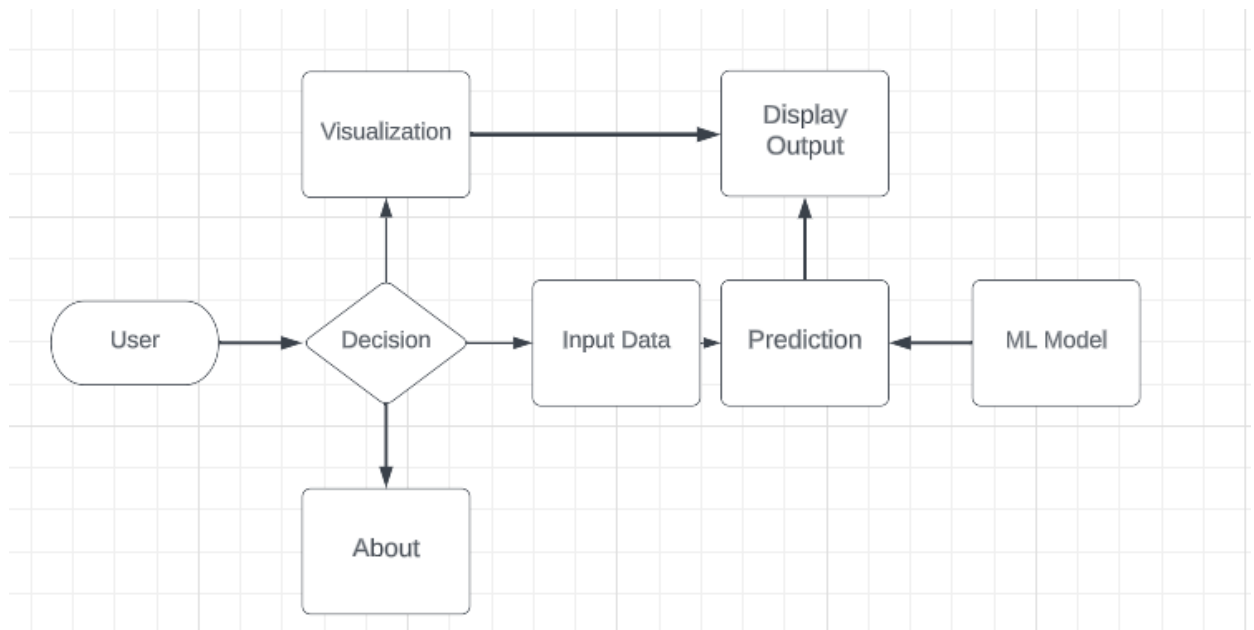 Visualization
Display
Output
User
Decision
Input Data
Prediction
ML Model
About